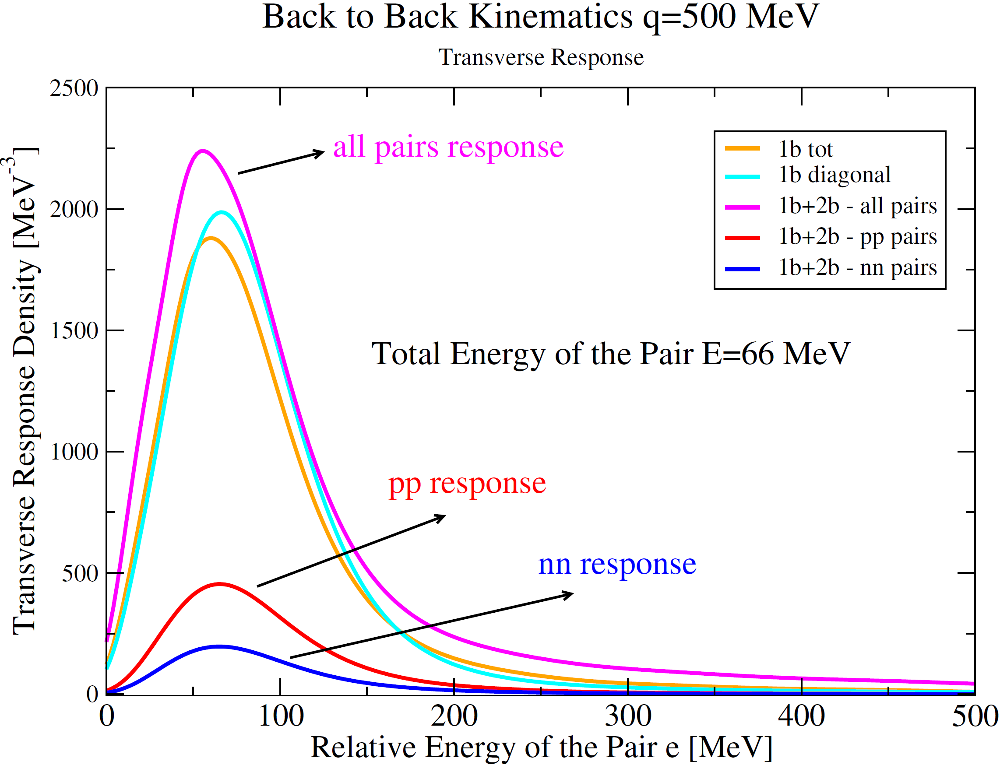 Back to Back Kinematics q=500 MeV
Transverse Response
Transverse Response Density [MeV-3]
2500
2000
1500
1000
500
0
all pairs response
1b tot
1b diagonal
1b+2b - all pairs
1b+2b - pp pairs
1b+2b - nn pairs
Total Energy of the Pair E=66 MeV
pp response
nn response
0 100 200 300 400 500
Relative Energy of the Pair e [MeV]